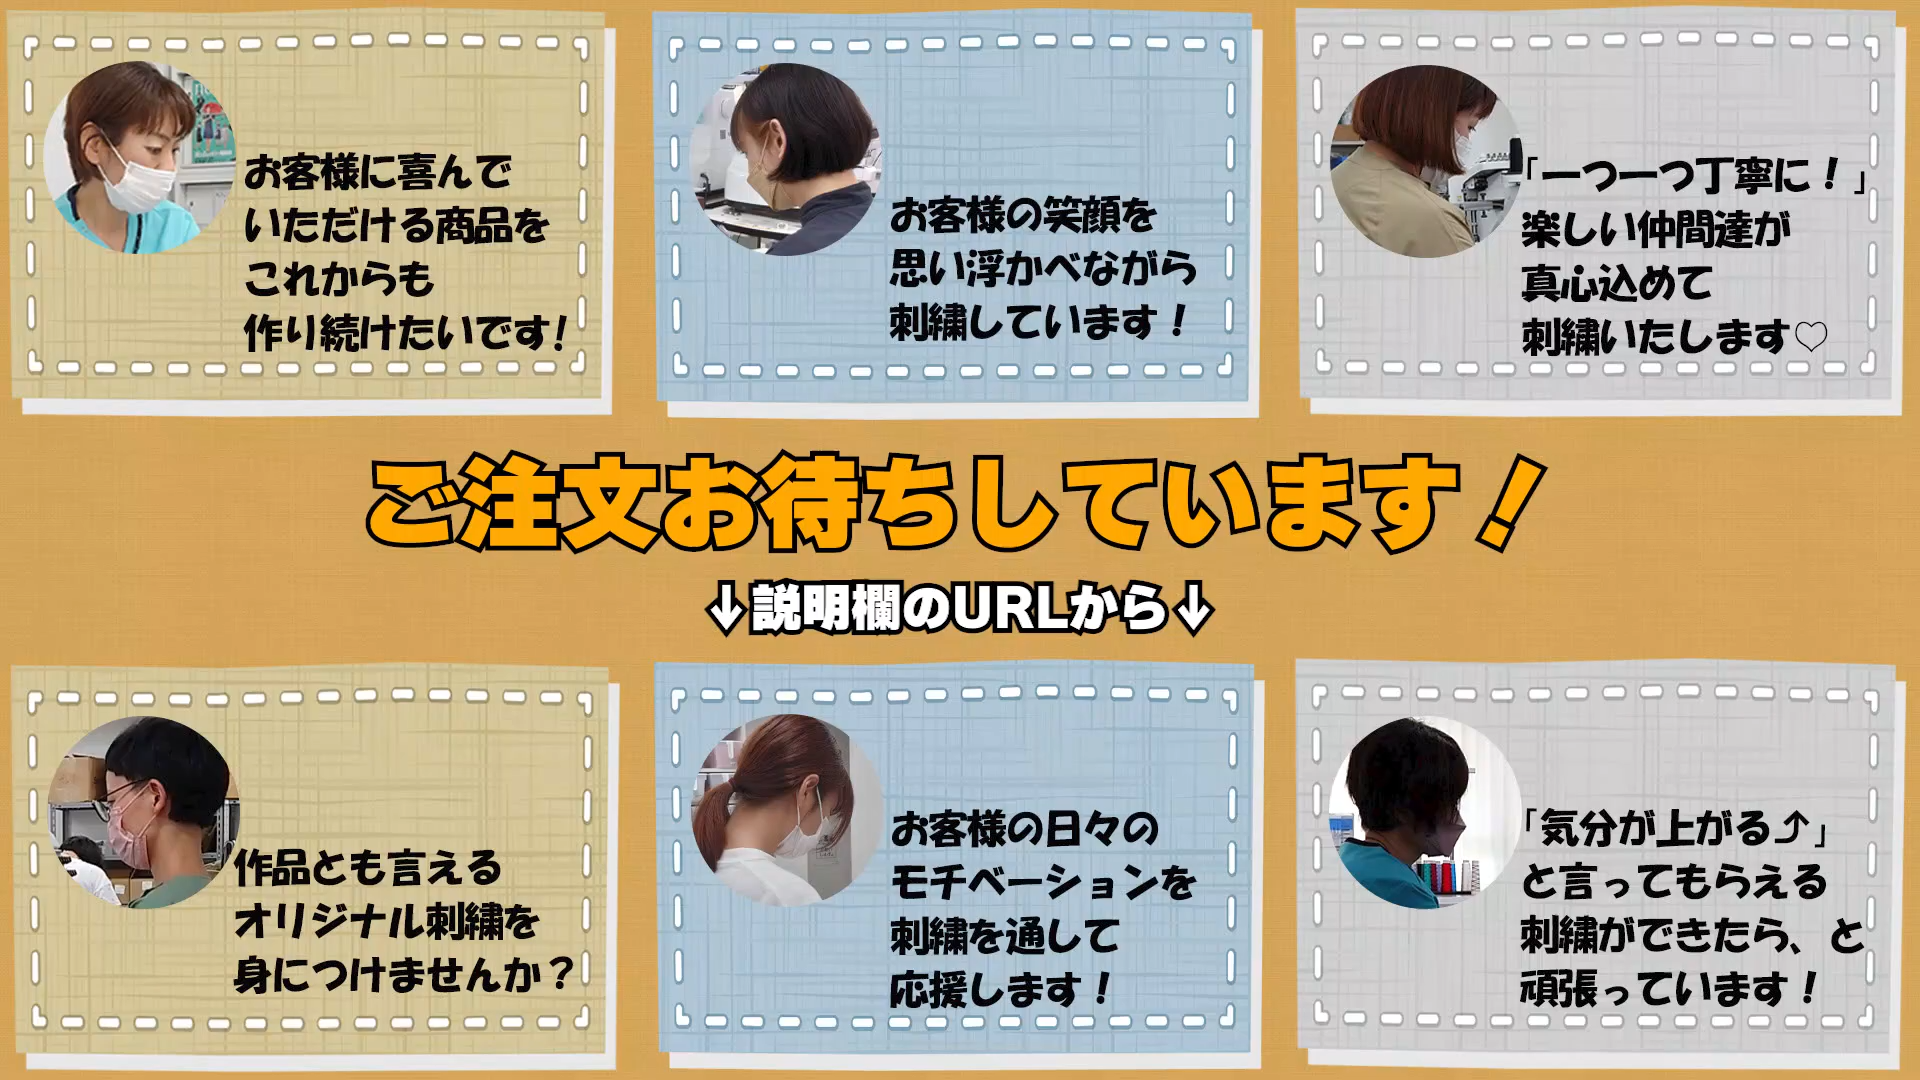 お客様に喜んで
いただける商品を
これからも
作り続けたいです!
お客様の笑顔を
思い浮かべながら
刺繍しています！
「一つ一つ丁寧に！」
楽しい仲間達が
真心込めて
刺繍いたします♡
ご注文お待ちしています！
↓説明欄のURLから↓
作品とも言える
オリジナル刺繍を
身につけませんか？
お客様の日々の
モチベーションを
刺繍を通して
応援します！
「気分が上がる⤴」
と言ってもらえる
刺繍ができたら、と
頑張っています！